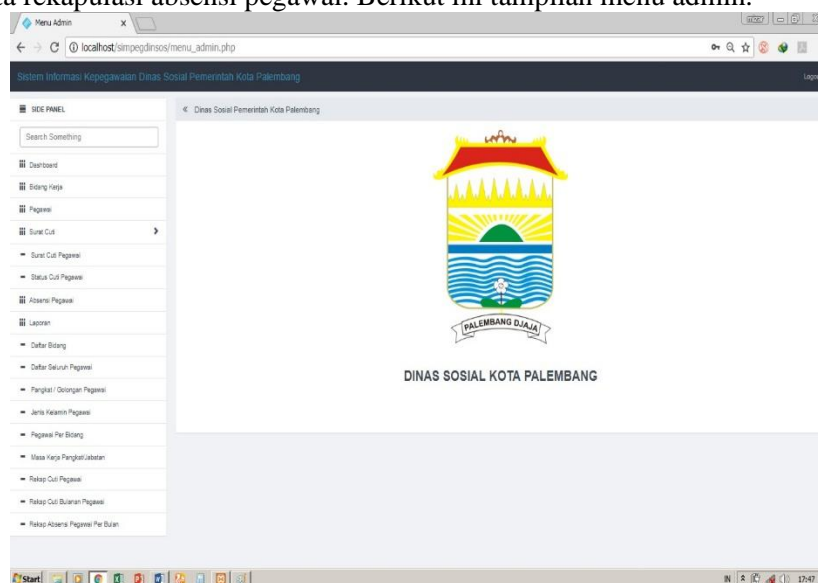 ta rekapulasi absensi pegawai. Berikut ini tampilan menu admin.
Menu Admin x
localhost/simpegdinsos/menu_admin.php
Sistem Informasi Kepegawaian Dinas Sosial Pemerintah Kota Palembang
Logou
SIDE PANEL
« Dinas Sosial Pemerintah Kota Palembang
Search Something
Dashboard
Bidang Kerja
Pegawai
Surat Cuti
Surat Cuti Pegawai
Status Cuti Pegawai
Absensi Pegawai
Laporan
Daftar Bidang
Daftar Seluruh Pegawai
Pangkat / Golongan Pegawai
Jenis Kelamin Pegawai
Pegawai Per Bidang
Masa Kerja Pangkat/Jabatan
Rekap Cuti Pegawai
Rekap Cuti Bulanan Pegawai
Rekap Absensi Pegawai Per Bulan
PALEMBANG DJAJA
DINAS SOSIAL KOTA PALEMBANG
Start
IN
17:47